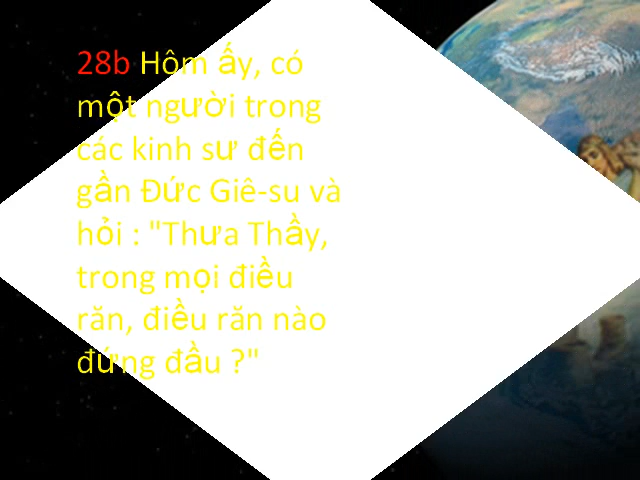 28b Hôm ấy, có
một người trong
các kinh sư đến
gần Đức Giê-su và
hỏi : "Thưa Thầy,
trong mọi điều
răn, điều răn nào
đứng đầu ?"